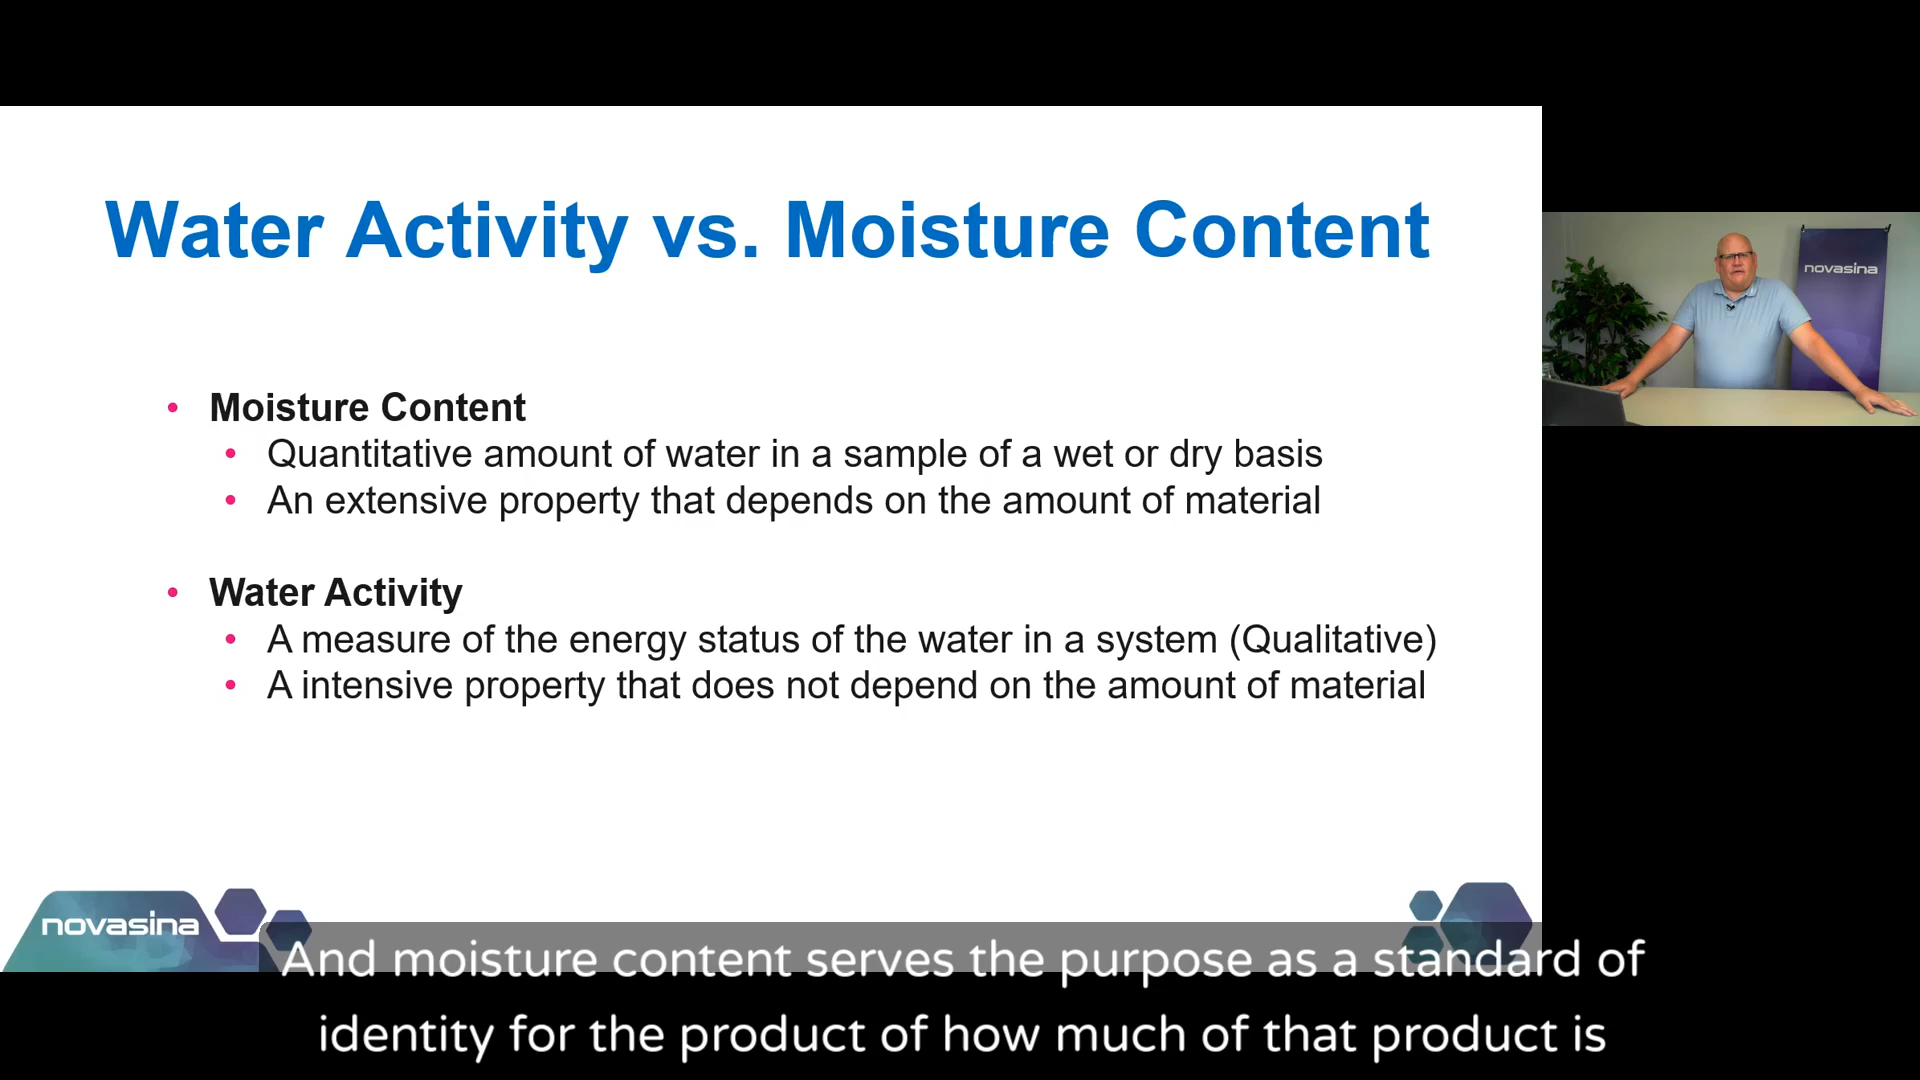 Water Activity vs. Moisture Content
novasina
• Moisture Content
• Quantitative amount of water in a sample of a wet or dry basis
• An extensive property that depends on the amount of material
• Water Activity
• A measure of the energy status of the water in a system (Qualitative)
• A intensive property that does not depend on the amount of material
novasina
And moisture content serves the purpose as a standard of
identity for the product of how much of that product is